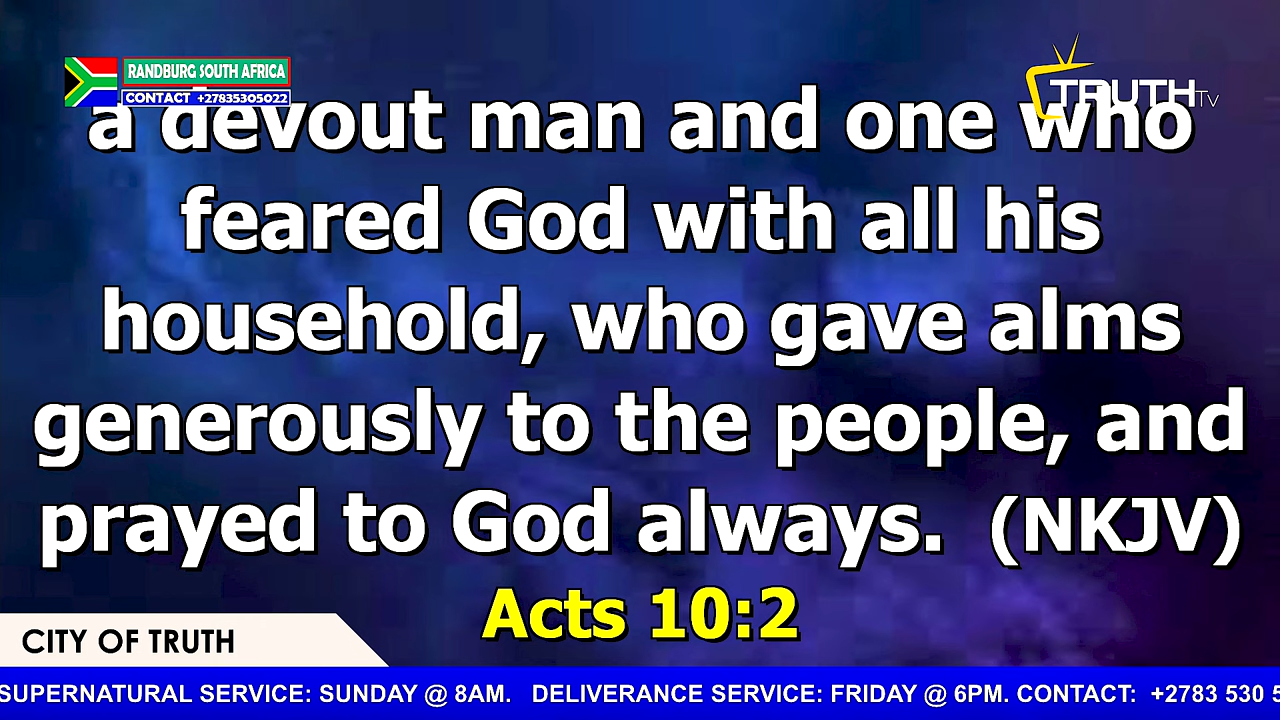 RANDBURG SOUTH AFRICA
CONTACT +27835305022
TRUTH TV
a devout man and one who
feared God with all his
household, who gave alms
generously to the people, and
prayed to God always. (NKJV)
Acts 10:2
CITY OF TRUTH
SUPERNATURAL SERVICE: SUNDAY @ 8AM. DELIVERANCE SERVICE: FRIDAY @ 6PM. CONTACT: +2783 530 5